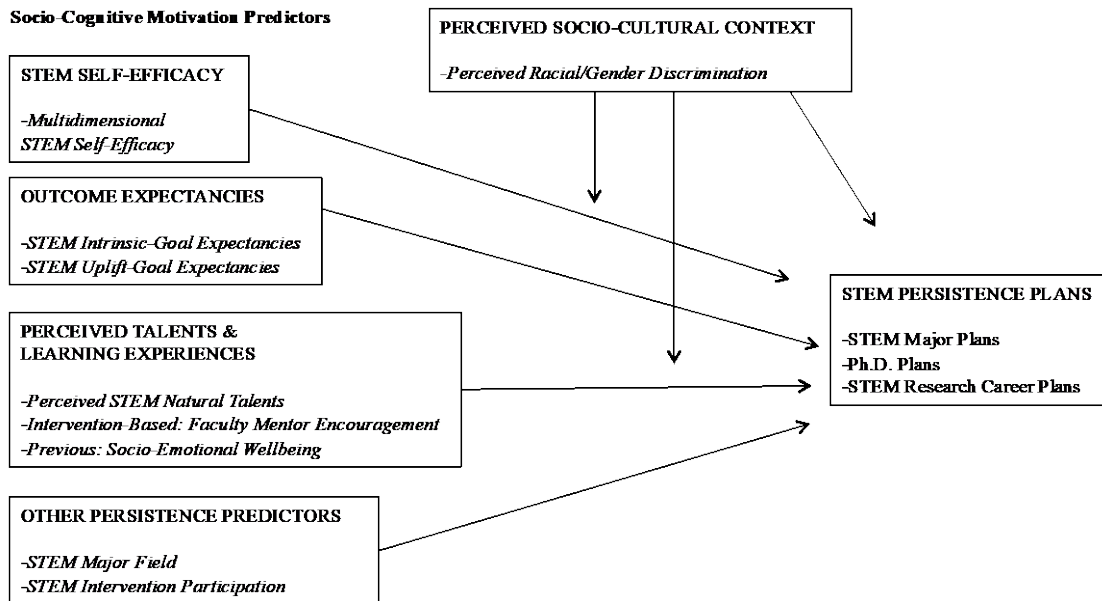 Socio-Cognitive Motivation Predictors
PERCEIVED SOCIO-CULTURAL CONTEXT
-Perceived Racial/Gender Discrimination
STEM SELF-EFFICACY
-Multidimensional
STEM Self-Efficacy
OUTCOME EXPECTANCIES
-STEM Intrinsic-Goal Expectancies
-STEM Uplift-Goal Expectancies
PERCEIVED TALENTS &
LEARNING EXPERIENCES
-Perceived STEM Natural Talents
-Intervention-Based: Faculty Mentor Encouragement
-Previous: Socio-Emotional Wellbeing
OTHER PERSISTENCE PREDICTORS
-STEM Major Field
-STEM Intervention Participation
STEM PERSISTENCE PLANS
-STEM Major Plans
-Ph.D. Plans
-STEM Research Career Plans